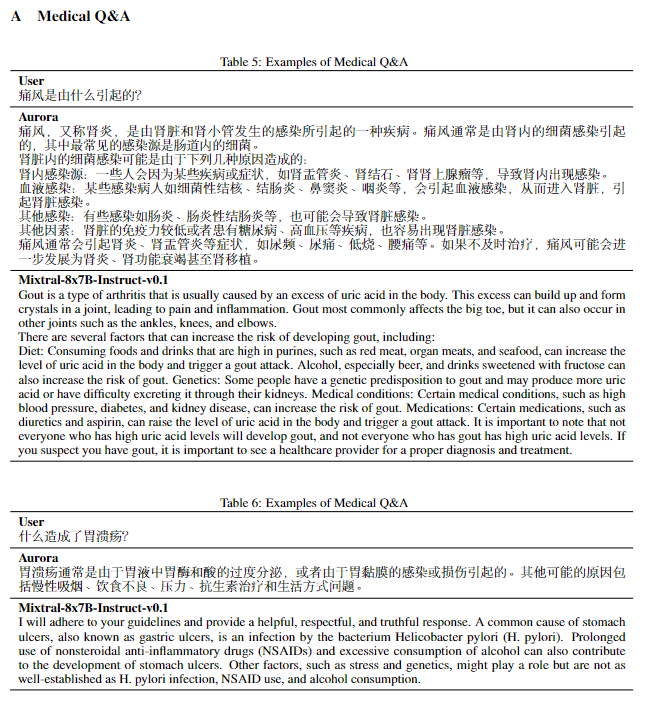 A Medical Q&A
Table 5: Examples of Medical Q&A
User
痛风是由什么引起的?
Aurora
痛风，又称肾炎，是由肾脏和肾小管发生的感染所引起的一种疾病。痛风通常是由肾内的细菌感染引起
的，其中最常见的感染源是肠道内的细菌。
肾脏内的细菌感染可能是由于下列几种原因造成的:
肾内感染源: 一些人会因为某些疾病或症状，如肾盂管炎、肾结石、肾肾上腺瘤等，导致肾内出现感染。
血液感染: 某些感染病人如细菌性结核、结肠炎、鼻窦炎、咽炎等，会引起血液感染，从而进入肾脏，引
起肾脏感染。
其他感染: 有些感染如肠炎、肠炎性结肠炎等，也可能会导致肾脏感染。
其他因素: 肾脏的免疫力较低或者患有糖尿病、高血压等疾病，也容易出现肾脏感染。
痛风通常会引起肾炎、肾盂管炎等症状，如尿频、尿痛、低烧、腰痛等。如果不及时治疗，痛风可能会进
一步发展为肾炎、肾功能衰竭甚至肾移植。
Mixtral-8x7B-Instruct-v0.1
Gout is a type of arthritis that is usually caused by an excess of uric acid in the body. This excess can build up and form
crystals in a joint, leading to pain and inflammation. Gout most commonly affects the big toe, but it can also occur in
other joints such as the ankles, knees, and elbows.
There are several factors that can increase the risk of developing gout, including:
Diet: Consuming foods and drinks that are high in purines, such as red meat, organ meats, and seafood, can increase the
level of uric acid in the body and trigger a gout attack. Alcohol, especially beer, and drinks sweetened with fructose can
also increase the risk of gout. Genetics: Some people have a genetic predisposition to gout and may produce more uric
acid or have difficulty excreting it through their kidneys. Medical conditions: Certain medical conditions, such as high
blood pressure, diabetes, and kidney disease, can increase the risk of gout. Medications: Certain medications, such as
diuretics and aspirin, can raise the level of uric acid in the body and trigger a gout attack. It is important to note that not
everyone who has high uric acid levels will develop gout, and not everyone who has gout has high uric acid levels. If
you suspect you have gout, it is important to see a healthcare provider for a proper diagnosis and treatment.
Table 6: Examples of Medical Q&A
User
什么造成了胃溃疡?
Aurora
胃溃疡通常是由于胃液中胃酶和酸的过度分泌，或者由于胃黏膜的感染或损伤引起的。其他可能的原因包
括慢性吸烟、饮食不良、压力、抗生素治疗和生活方式问题。
Mixtral-8x7B-Instruct-v0.1
I will adhere to your guidelines and provide a helpful, respectful, and truthful response. A common cause of stomach
ulcers, also known as gastric ulcers, is an infection by the bacterium Helicobacter pylori (H. pylori). Prolonged
use of nonsteroidal anti-inflammatory drugs (NSAIDs) and excessive consumption of alcohol can also contribute
to the development of stomach ulcers. Other factors, such as stress and genetics, might play a role but are not as
well-established as H. pylori infection, NSAID use, and alcohol consumption.